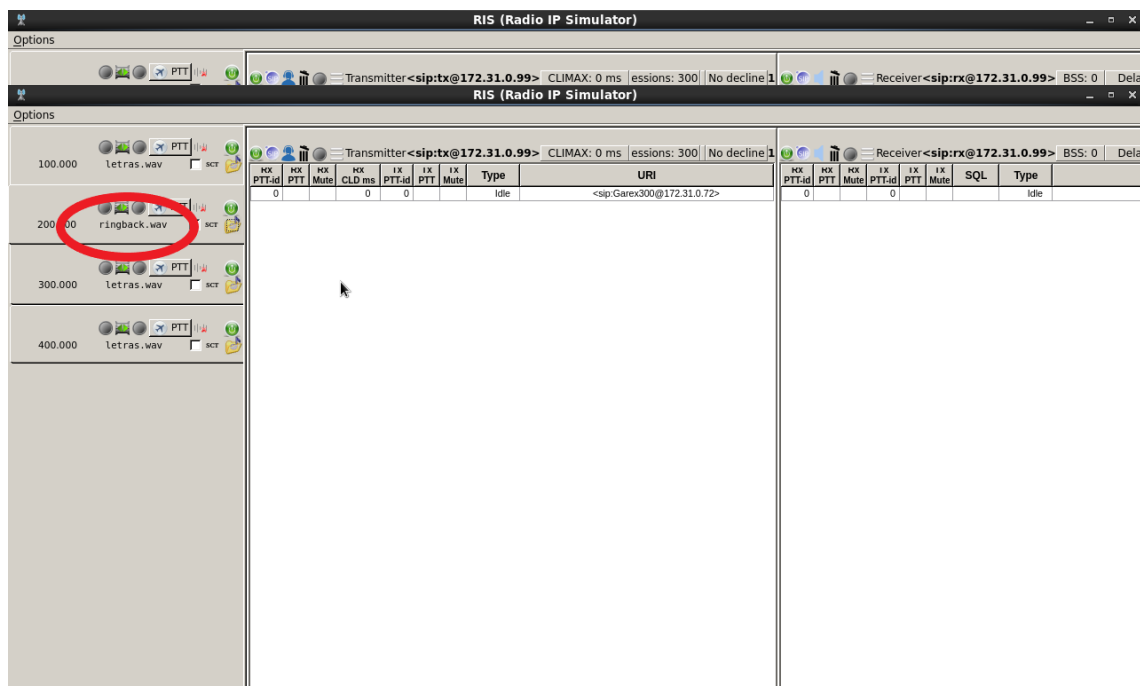 RIS (Radio IP Simulator)
Options
PTT
Transmitter<sip:tx@172.31.0.99> CLIMAX: 0 ms essions: 300 No decline 1
Receiver<sip:rx@172.31.0.99> BSS: 0 Dela
RIS (Radio IP Simulator)
Options
PTT
100.000 letras.wav SCT
Transmitter<sip:tx@172.31.0.99> CLIMAX: 0 ms essions: 300 No decline 1
Receiver<sip:rx@172.31.0.99> BSS: 0 Dela
RX PTT-id RX PTT RX Mute RX CLD ms TX PTT-id TX PTT TX Mute Type URI
0 0 0 Idle <sip:Garex300@172.31.0.72>
RX PTT-id RX PTT RX Mute TX PTT-id TX PTT TX Mute SQL Type
0 0 Idle
PTT
ringback.wav SCT
PTT
300.000 letras.wav SCT
PTT
400.000 letras.wav SCT